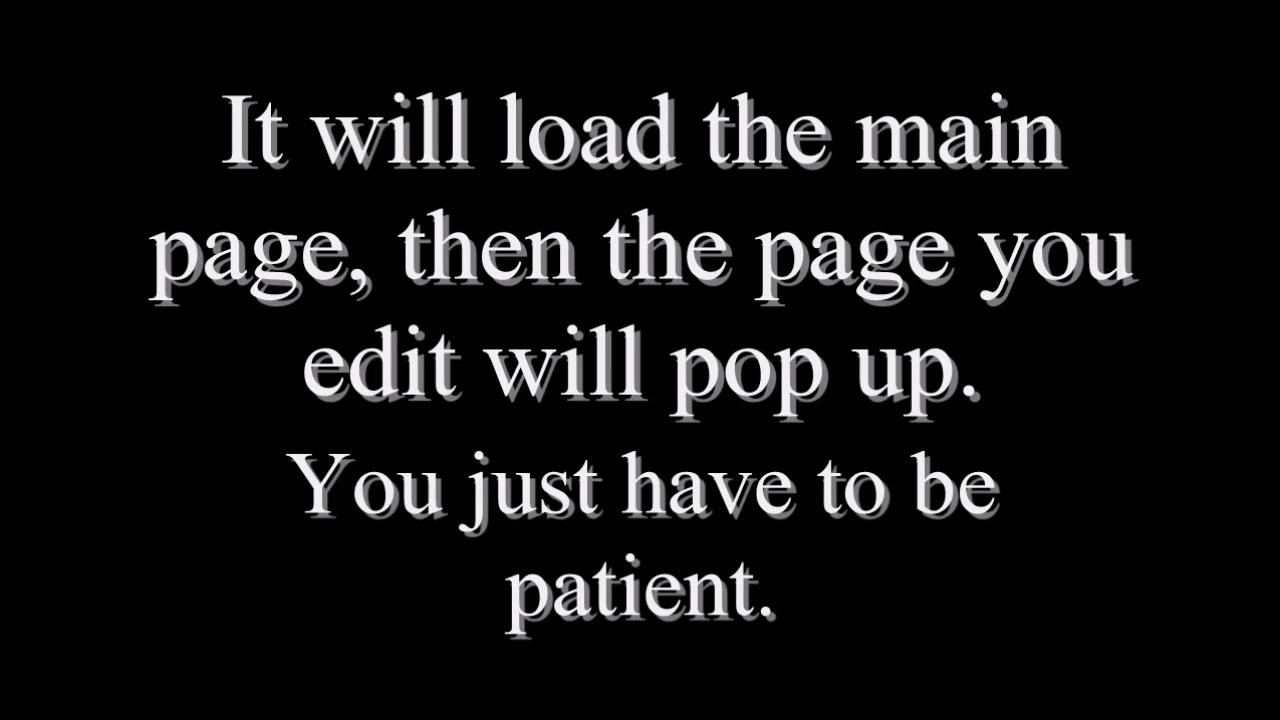 It will load the main
page, then the page you
edit will pop up.
You just have to be
patient.